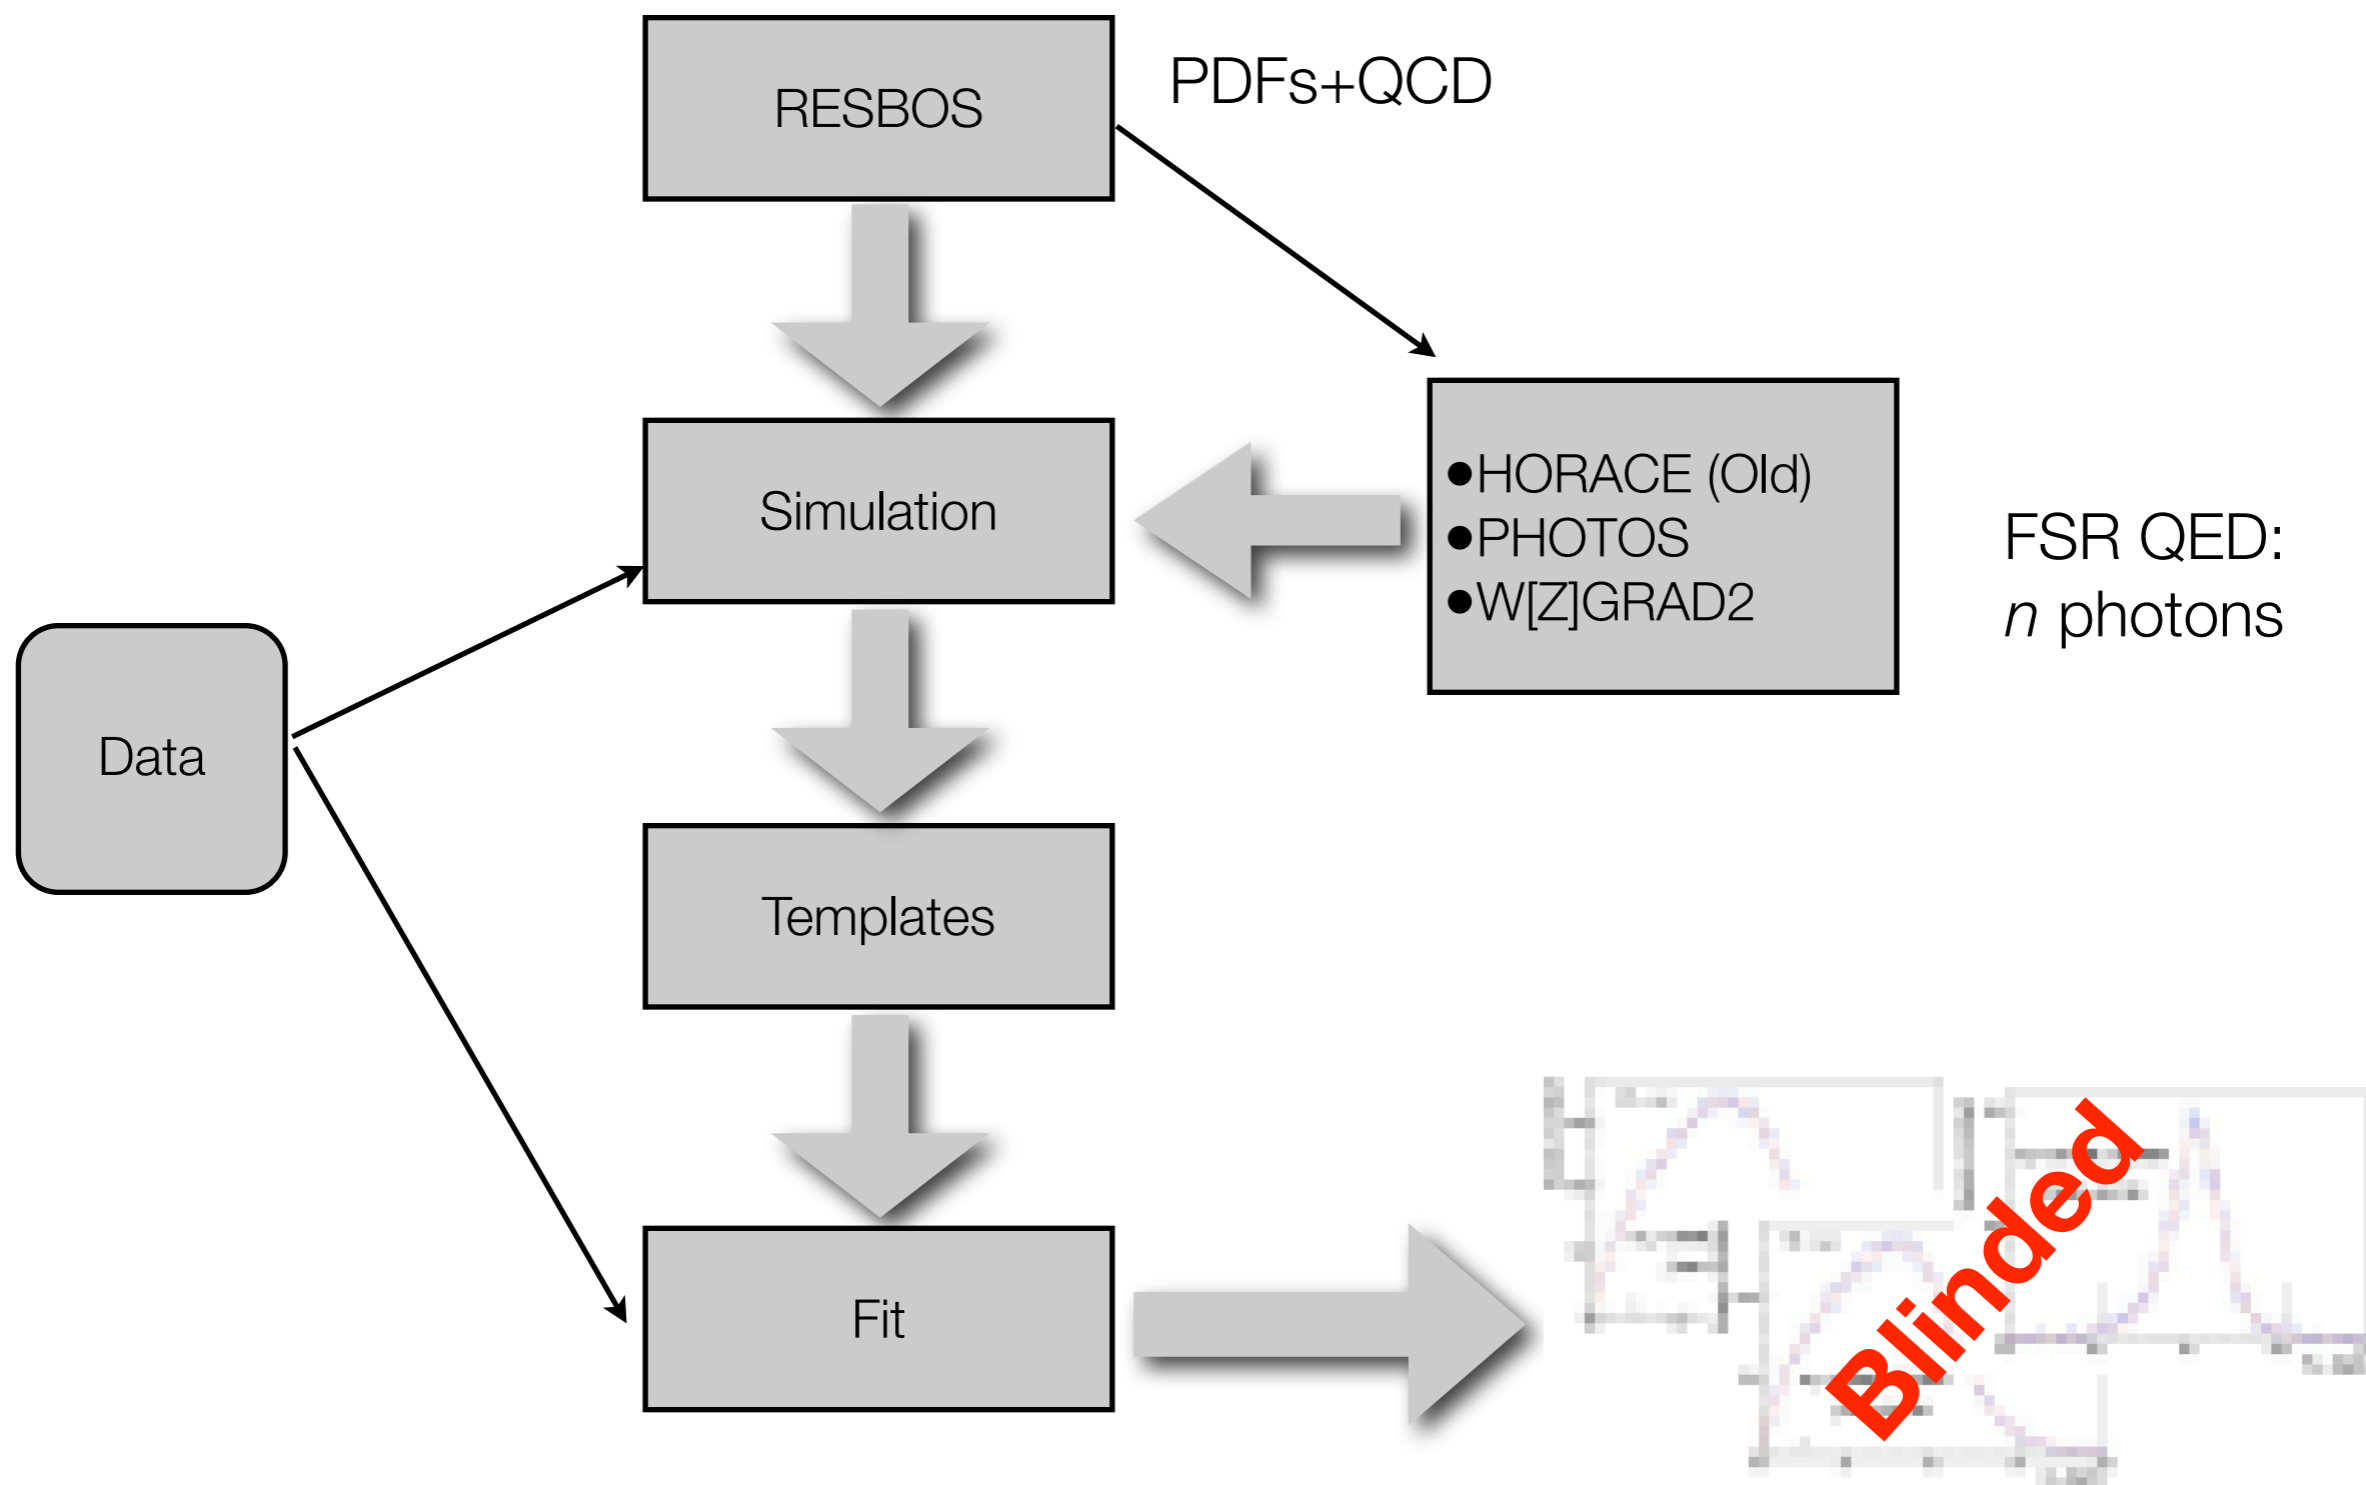 RESBOS
PDFs+QCD
Simulation
●HORACE (Old)
●PHOTOS
●W[Z]GRAD2
FSR QED:
n photons
Data
Templates
Fit
Blinded